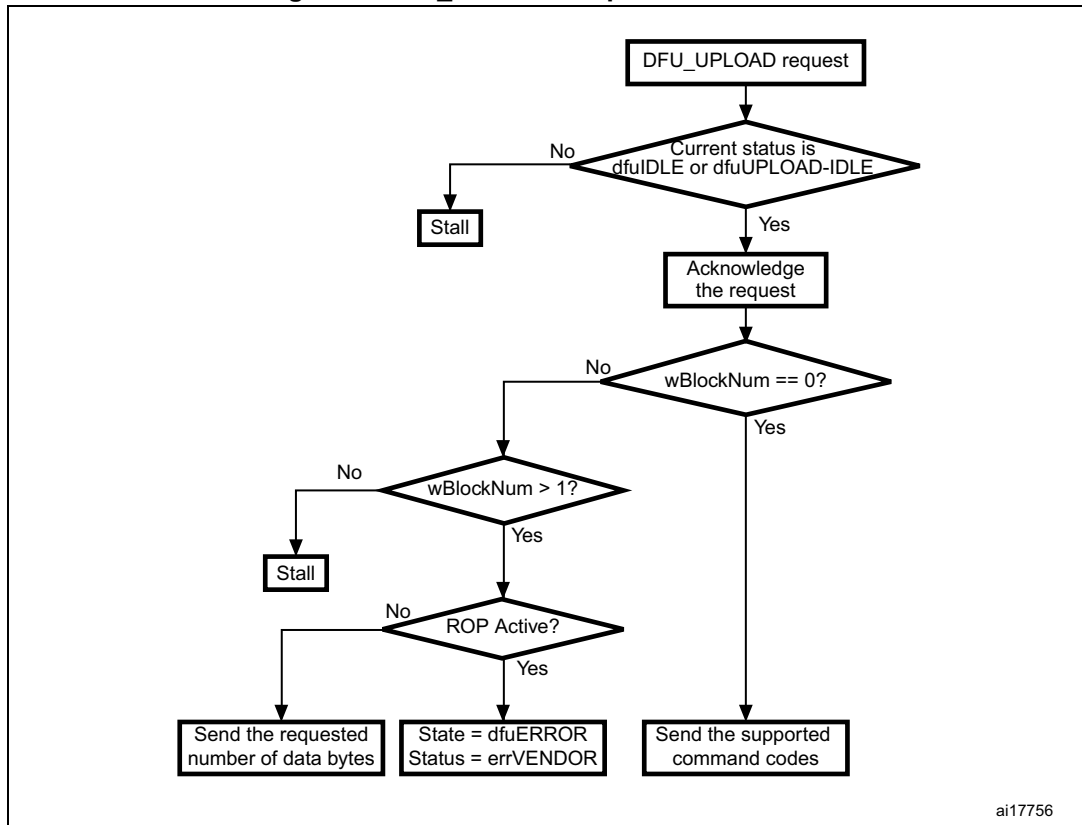 DFU_UPLOAD request
Current status is
dfuIDLE or dfuUPLOAD-IDLE
No
Yes
Stall
Acknowledge
the request
wBlockNum == 0?
No
Yes
wBlockNum > 1?
No
Yes
Stall
ROP Active?
No
Yes
Send the requested
number of data bytes
State = dfuERROR
Status = errVENDOR
Send the supported
command codes
ai17756